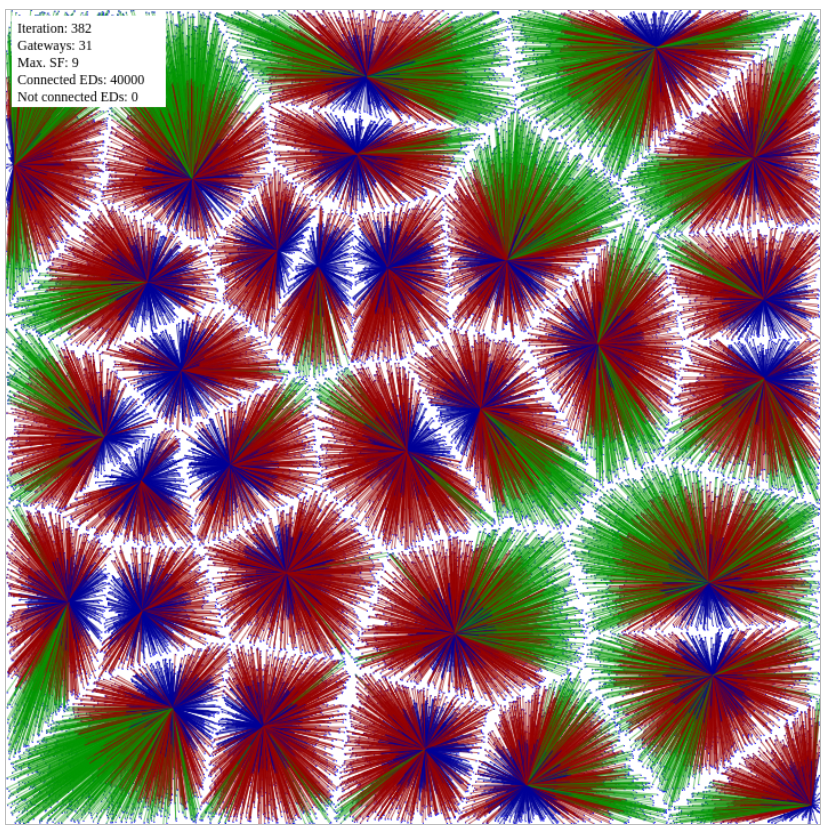 Iteration: 382
Gateways: 31
Max. SF: 9
Connected EDs: 40000
Not connected EDs: 0